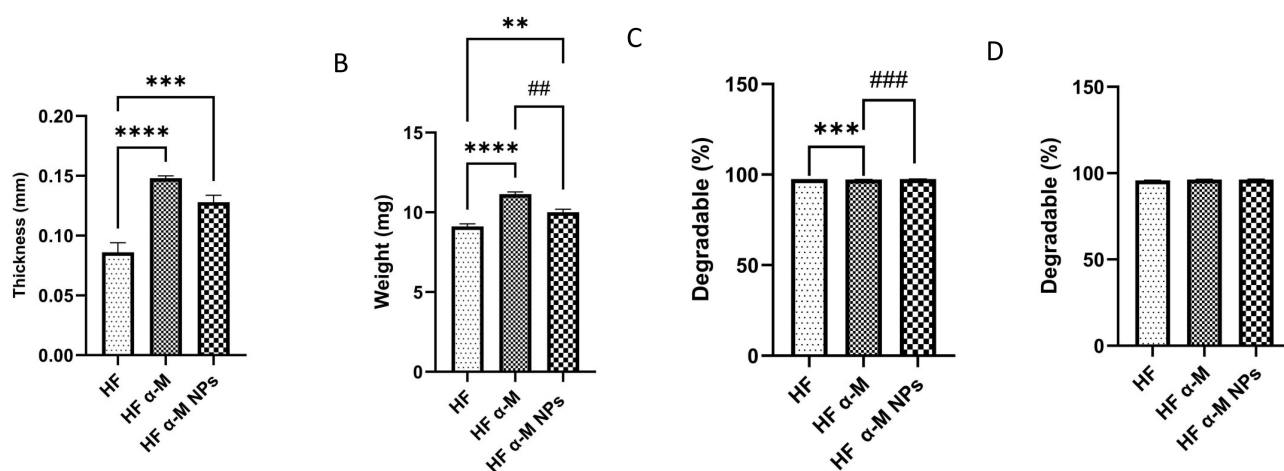 ***
****
0.20
0.15
0.10
0.05
0.00
Thickness (mm)
HF
HF α-M
HF α-M NPs
B
**
##
****
15
10
5
0
Weight (mg)
HF
HF α-M
HF α-M NPs
C
###
***
150
100
50
0
Degradable (%)
HF
HF α-M
HF α-M NPs
D
150
100
50
0
Degradable (%)
HF
HF α-M
HF α-M NPs